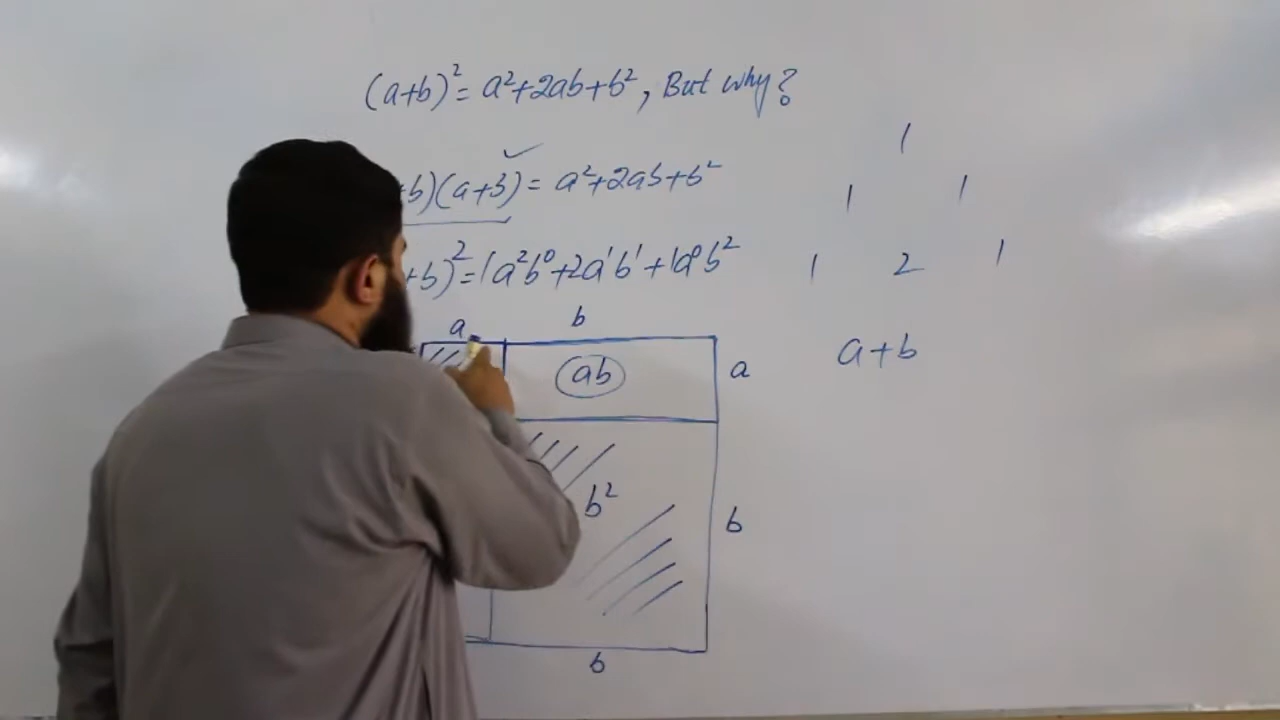 (a+b)² = a²+2ab+b², But why?
1
+b)(a+b) = a²+2ab+b²
1 1
+b)² = 1a²b⁰+2a¹b¹+1a⁰b²
1 2 1
a b
ab a
a+b
b² b
b